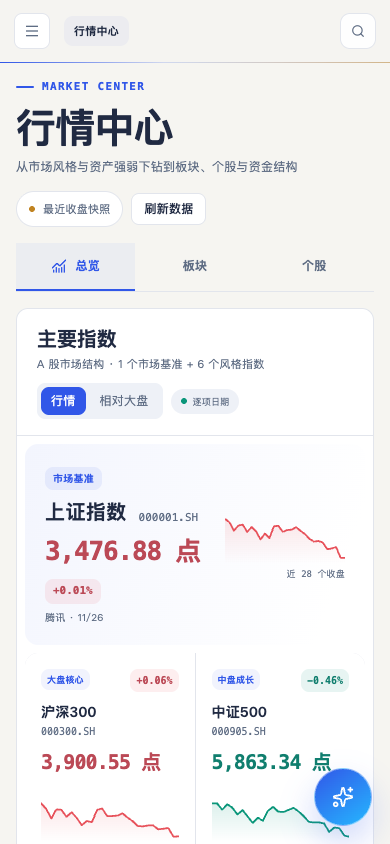 行情中心
MARKET CENTER
行情中心
从市场风格与资产强弱下钻到板块、个股与资金结构
最近收盘快照
刷新数据
总览
板块
个股
主要指数
A 股市场结构 · 1 个市场基准 + 6 个风格指数
行情
相对大盘
逐项日期
市场基准
上证指数 000001.SH
3,476.88 点
+0.01%
腾讯 · 11/26
近 28 个收盘
大盘核心
+0.06%
沪深300
000300.SH
3,900.55 点
中盘成长
-0.46%
中证500
000905.SH
5,863.34 点